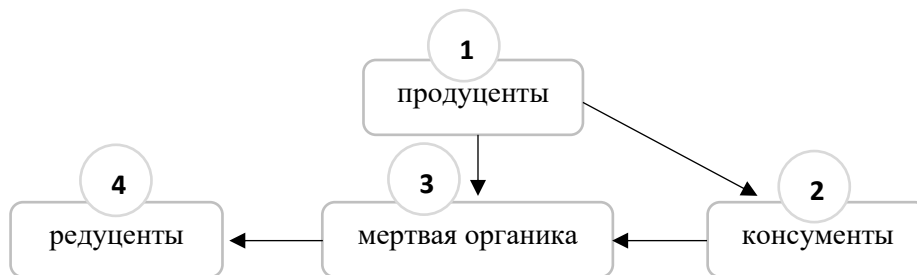 1
продуценты
4
3
2
редуценты
мертвая органика
консументы